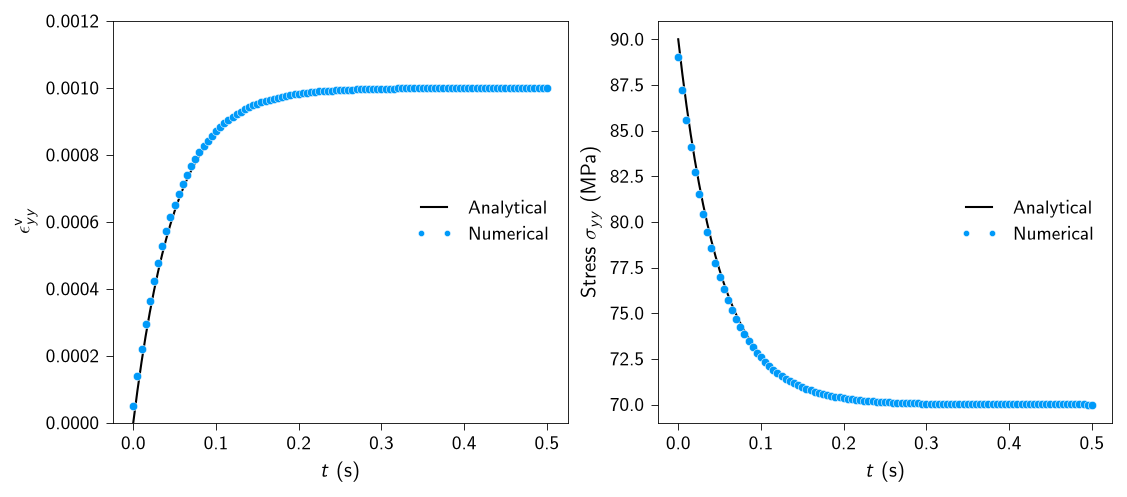 0.0012
0.0010
0.0008
0.0006
0.0004
0.0002
0.0000
ϵᵛyy
0.0 0.1 0.2 0.3 0.4 0.5
t (s)
Analytical
Numerical
90.0
87.5
85.0
82.5
80.0
77.5
75.0
72.5
70.0
Stress σyy (MPa)
0.0 0.1 0.2 0.3 0.4 0.5
t (s)
Analytical
Numerical